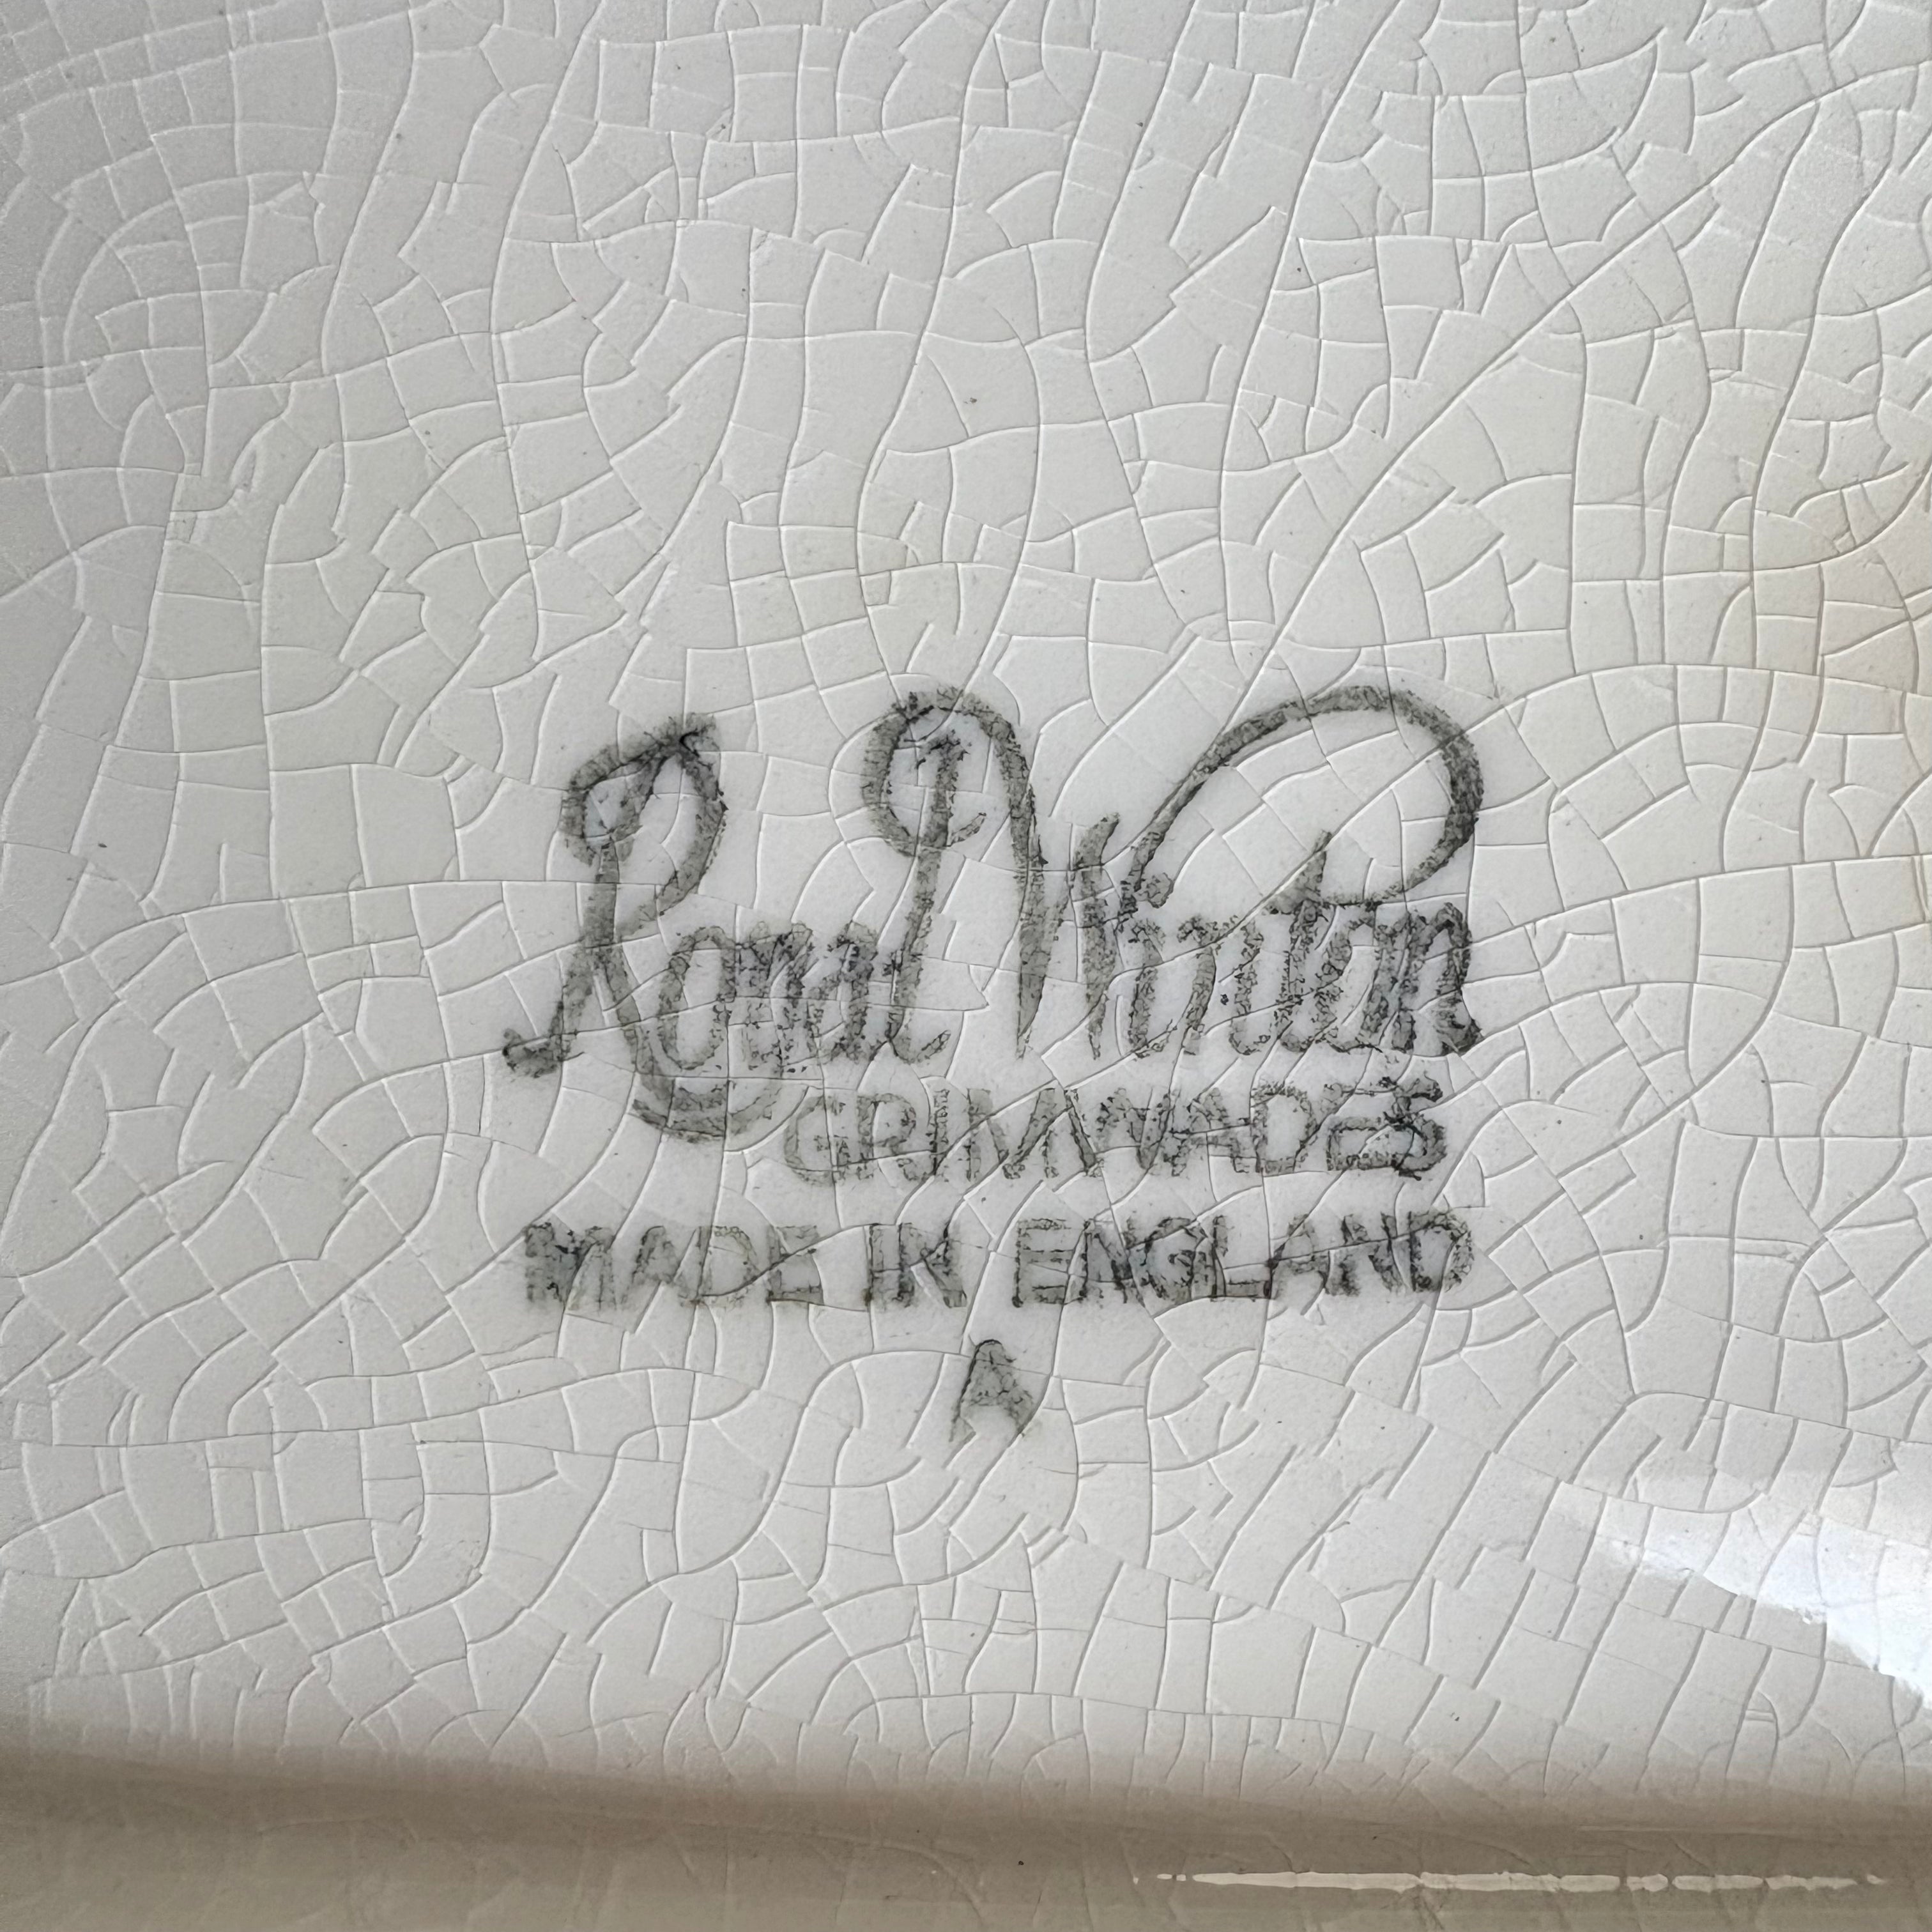 Royal Winton
GRIMWADES
MADE IN ENGLAND
A